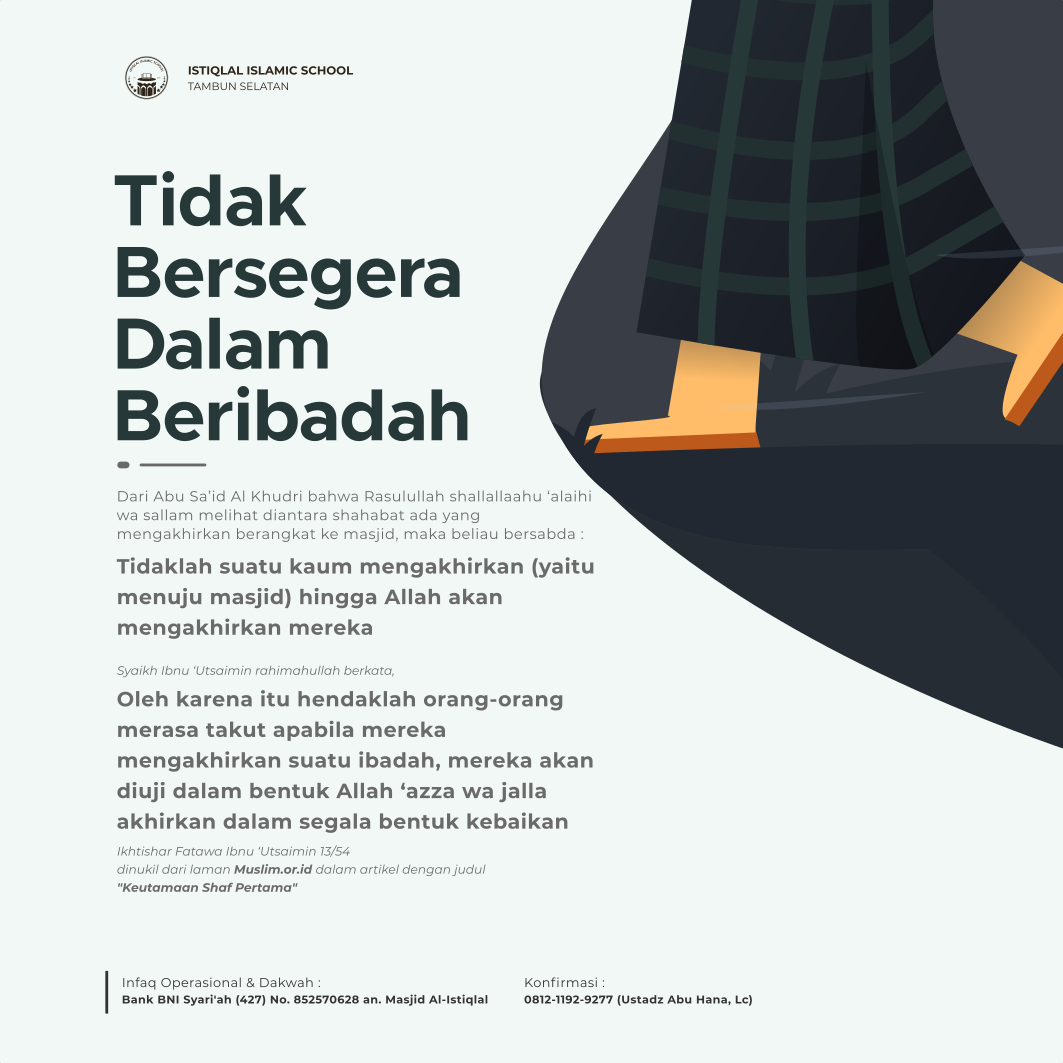 ISTIQLAL ISLAMIC SCHOOL
TAMBUN SELATAN
Tidak
Bersegera
Dalam
Beribadah
Dari Abu Sa'id Al Khudri bahwa Rasulullah shallallaahu ‘alaihi
wa sallam melihat diantara shahabat ada yang
mengakhirkan berangkat ke masjid, maka beliau bersabda :
Tidaklah suatu kaum mengakhirkan (yaitu
menuju masjid) hingga Allah akan
mengakhirkan mereka
Syaikh Ibnu ‘Utsaimin rahimahullah berkata,
Oleh karena itu hendaklah orang-orang
merasa takut apabila mereka
mengakhirkan suatu ibadah, mereka akan
diuji dalam bentuk Allah ‘azza wa jalla
akhirkan dalam segala bentuk kebaikan
Ikhtishar Fatawa Ibnu ‘Utsaimin 13/54
dinukil dari laman Muslim.or.id dalam artikel dengan judul
"Keutamaan Shaf Pertama"
Infaq Operasional & Dakwah :
Bank BNI Syari'ah (427) No. 852570628 an. Masjid Al-Istiqlal
Konfirmasi :
0812-1192-9277 (Ustadz Abu Hana, Lc)